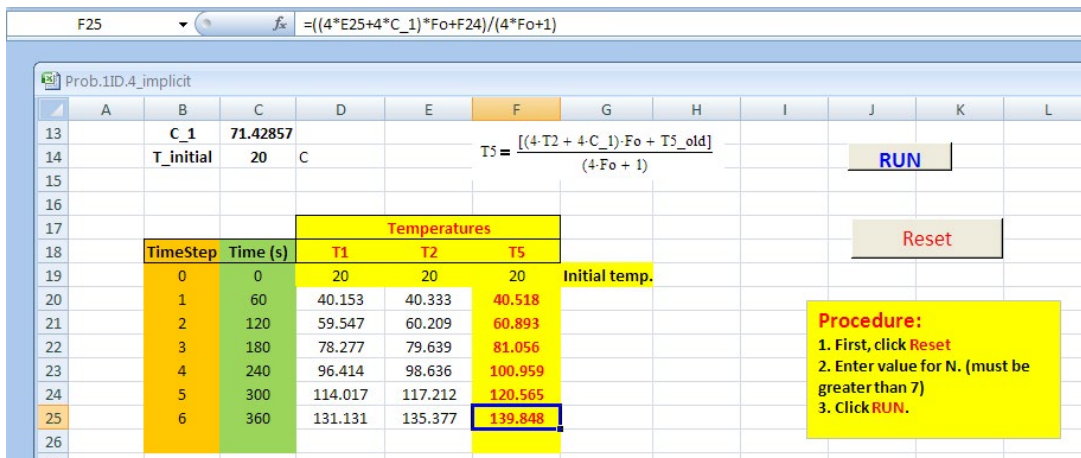 F25 fx =((4*E25+4*C_1)*Fo+F24)/(4*Fo+1)
Prob.1ID.4_implicit
A B C D E F G H I J K L
13 C_1 71.42857
14 T_initial 20 C
T5 = [(4·T2 + 4·C_1)·Fo + T5_old]
(4·Fo + 1)
RUN
15
16
17 Temperatures
Reset
18 TimeStep Time (s) T1 T2 T5
19 0 0 20 20 20 Initial temp.
20 1 60 40.153 40.333 40.518
21 2 120 59.547 60.209 60.893
22 3 180 78.277 79.639 81.056
23 4 240 96.414 98.636 100.959
24 5 300 114.017 117.212 120.565
25 6 360 131.131 135.377 139.848
26
Procedure:
1. First, click Reset
2. Enter value for N. (must be
greater than 7)
3. Click RUN.